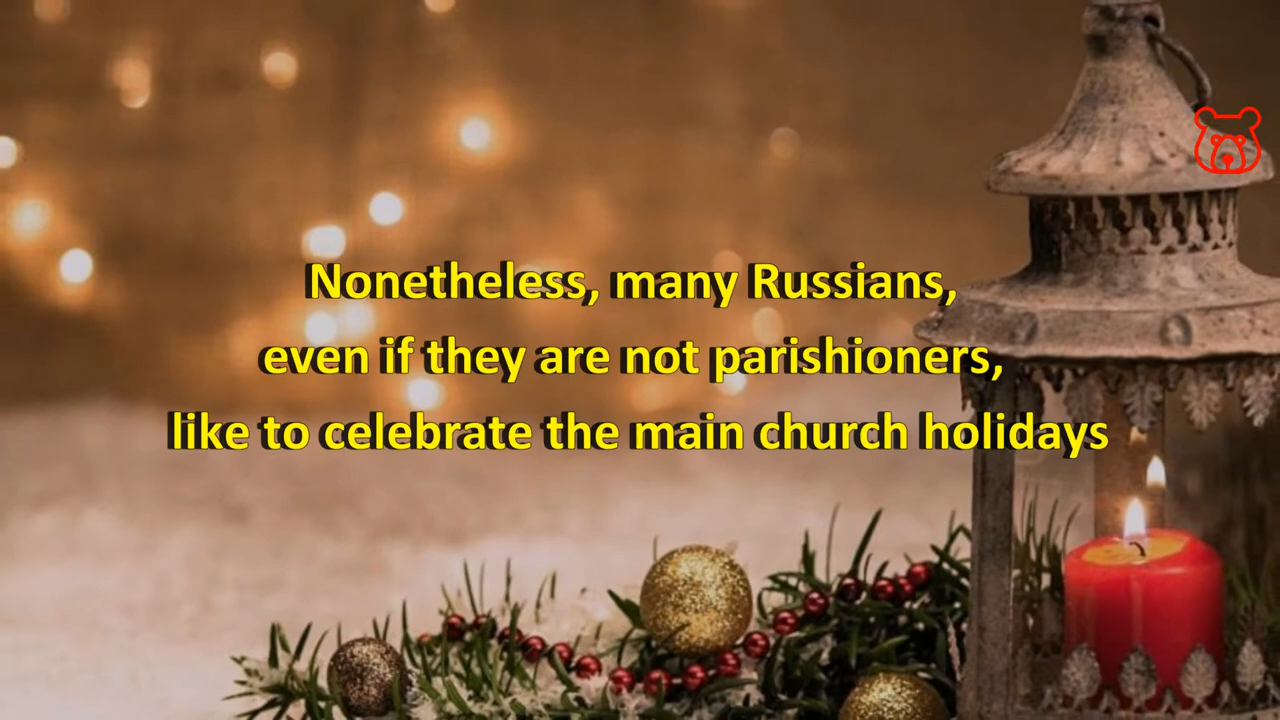 Nonetheless, many Russians,
even if they are not parishioners,
like to celebrate the main church holidays